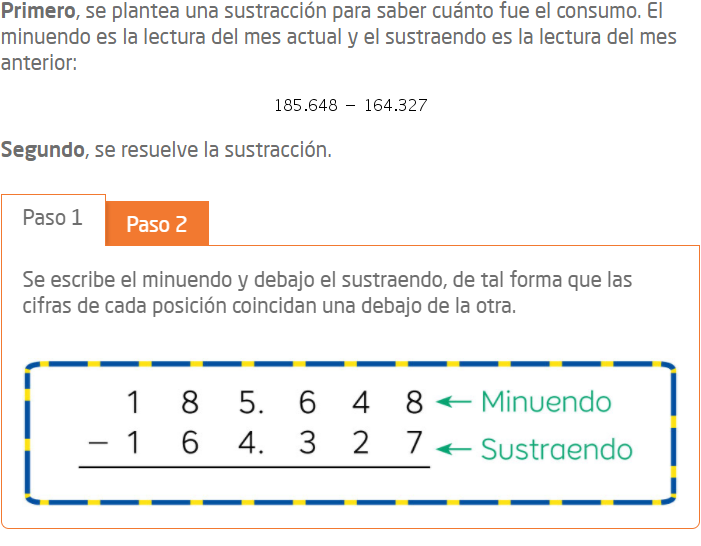 Primero, se plantea una sustracción para saber cuánto fue el consumo. El
minuendo es la lectura del mes actual y el sustraendo es la lectura del mes
anterior:
185.648 − 164.327
Segundo, se resuelve la sustracción.
Paso 1
Paso 2
Se escribe el minuendo y debajo el sustraendo, de tal forma que las
cifras de cada posición coincidan una debajo de la otra.
1 8 5. 6 4 8 ← Minuendo
− 1 6 4. 3 2 7 ← Sustraendo